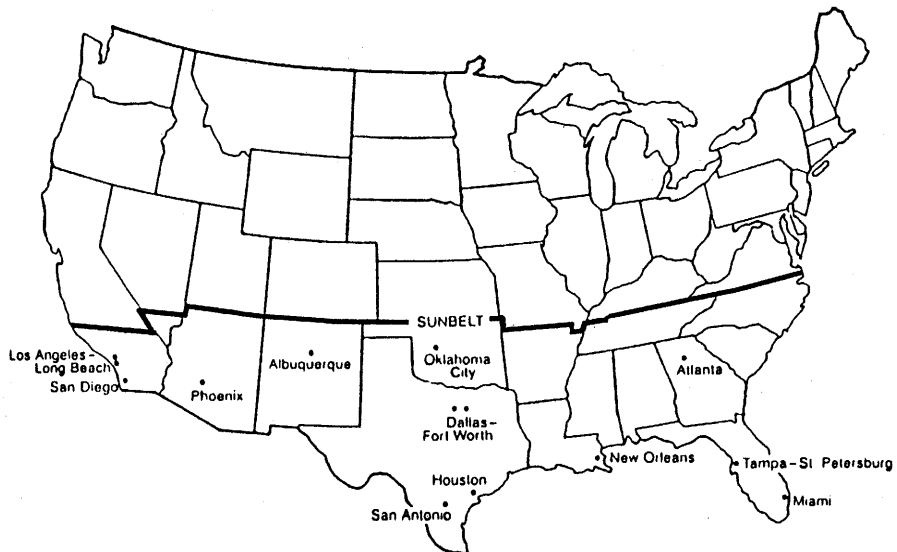 SUNBELT
Los Angeles-
Long Beach
San Diego
Phoenix
Albuquerque
Oklahoma
City
Dallas-
Fort Worth
Houston
San Antonio
New Orleans
Atlanta
Tampa-St Petersburg
Miami